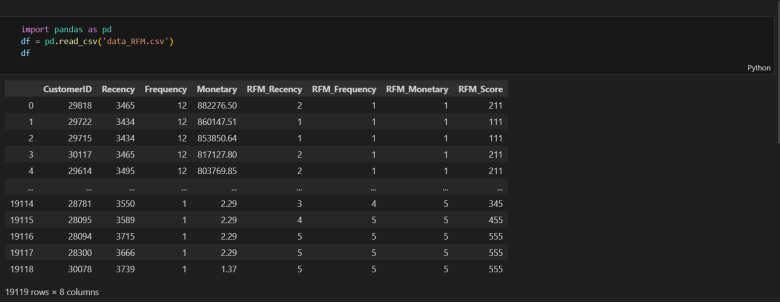 import pandas as pd
df = pd.read_csv('data_RFM.csv')
df
Python
CustomerID Recency Frequency Monetary RFM_Recency RFM_Frequency RFM_Monetary RFM_Score
0 29818 3465 12 882276.50 2 1 1 211
1 29722 3434 12 860147.51 1 1 1 111
2 29715 3434 12 853850.64 1 1 1 111
3 30117 3465 12 817127.80 2 1 1 211
4 29614 3495 12 803769.85 2 1 1 211
... ... ... ... ... ... ... ... ...
19114 28781 3550 1 2.29 3 4 5 345
19115 28095 3589 1 2.29 4 5 5 455
19116 28094 3715 1 2.29 5 5 5 555
19117 28300 3666 1 2.29 5 5 5 555
19118 30078 3739 1 1.37 5 5 5 555
19119 rows × 8 columns